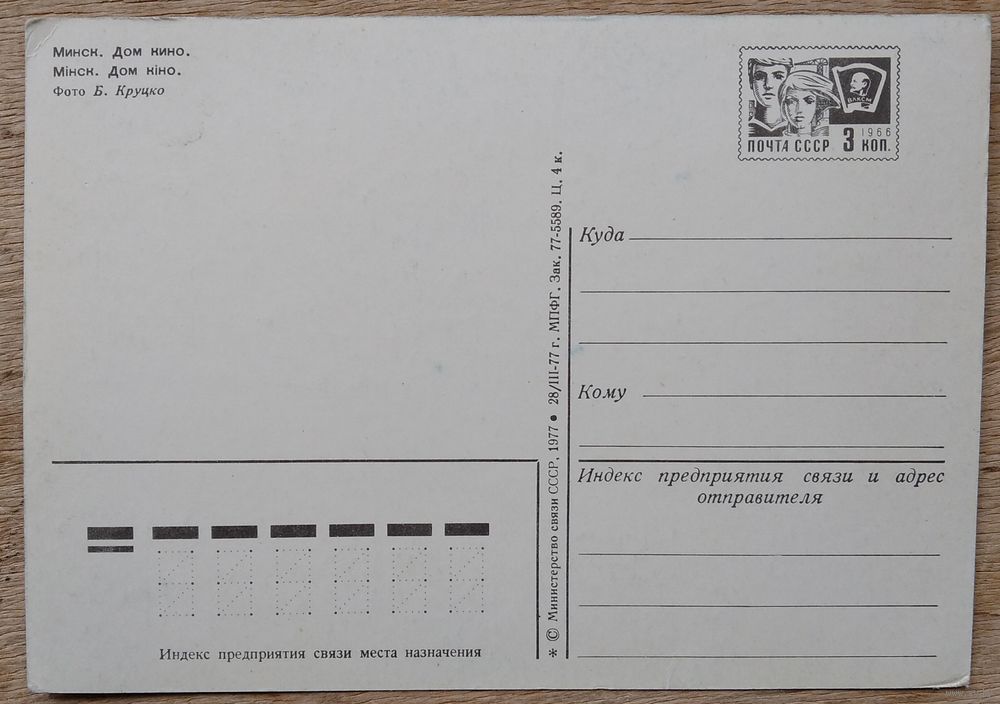 Минск. Дом кино.
Мінск. Дом кіно.
Фото Б. Круцко
ВЛКСМ
1966
ПОЧТА СССР 3 КОП.
Куда
Кому
Индекс предприятия связи и адрес
отправителя
* © Министерство связи СССР, 1977 ● 28/III-77 г. МПФГ. Зак. 77-5589. Ц. 4 к.
Индекс предприятия связи места назначения